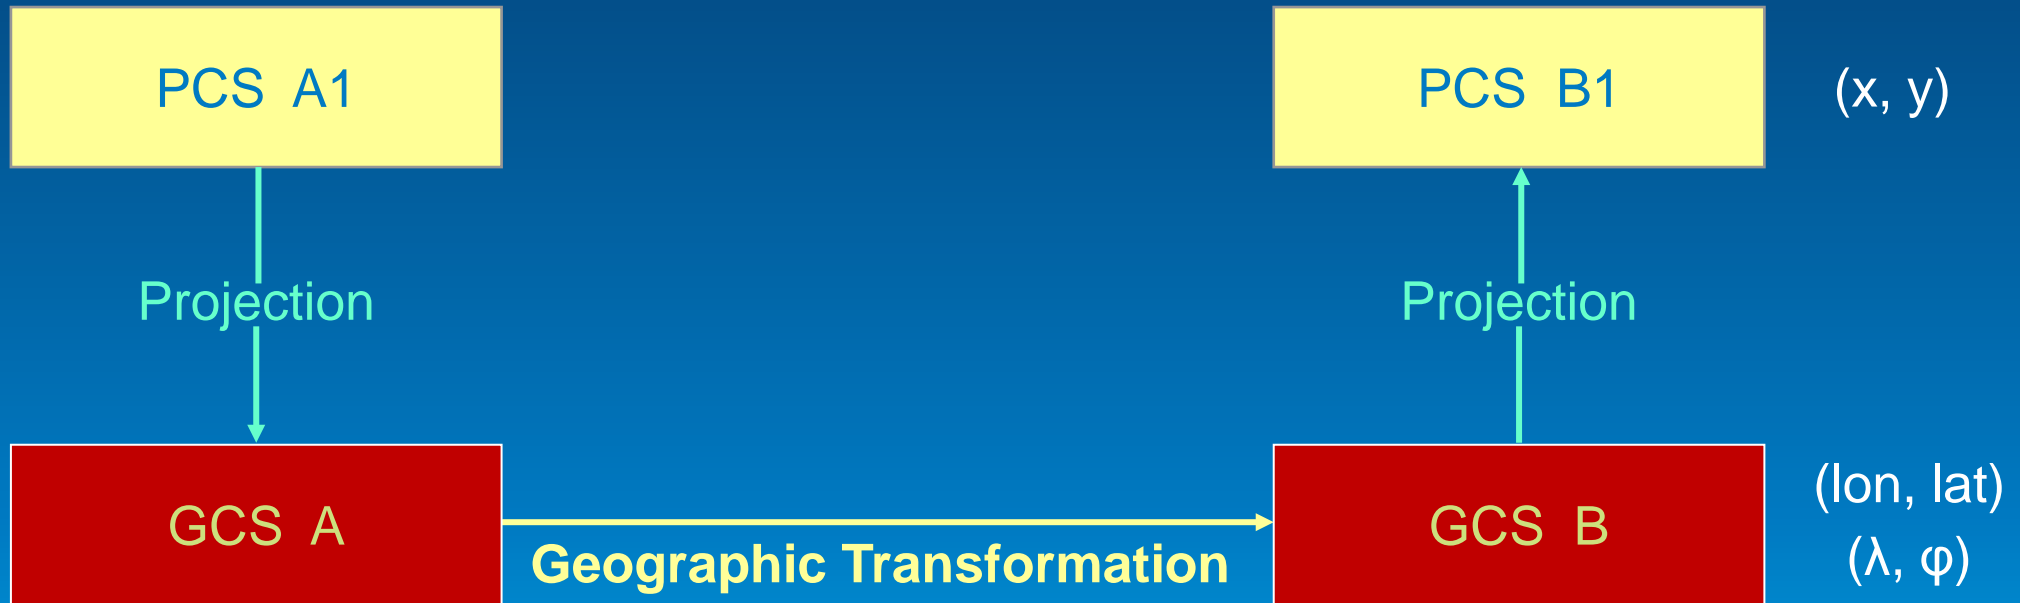 PCS A1
PCS B1
(x, y)
Projection
Projection
GCS A
Geographic Transformation
GCS B
(lon, lat)
(λ, φ)